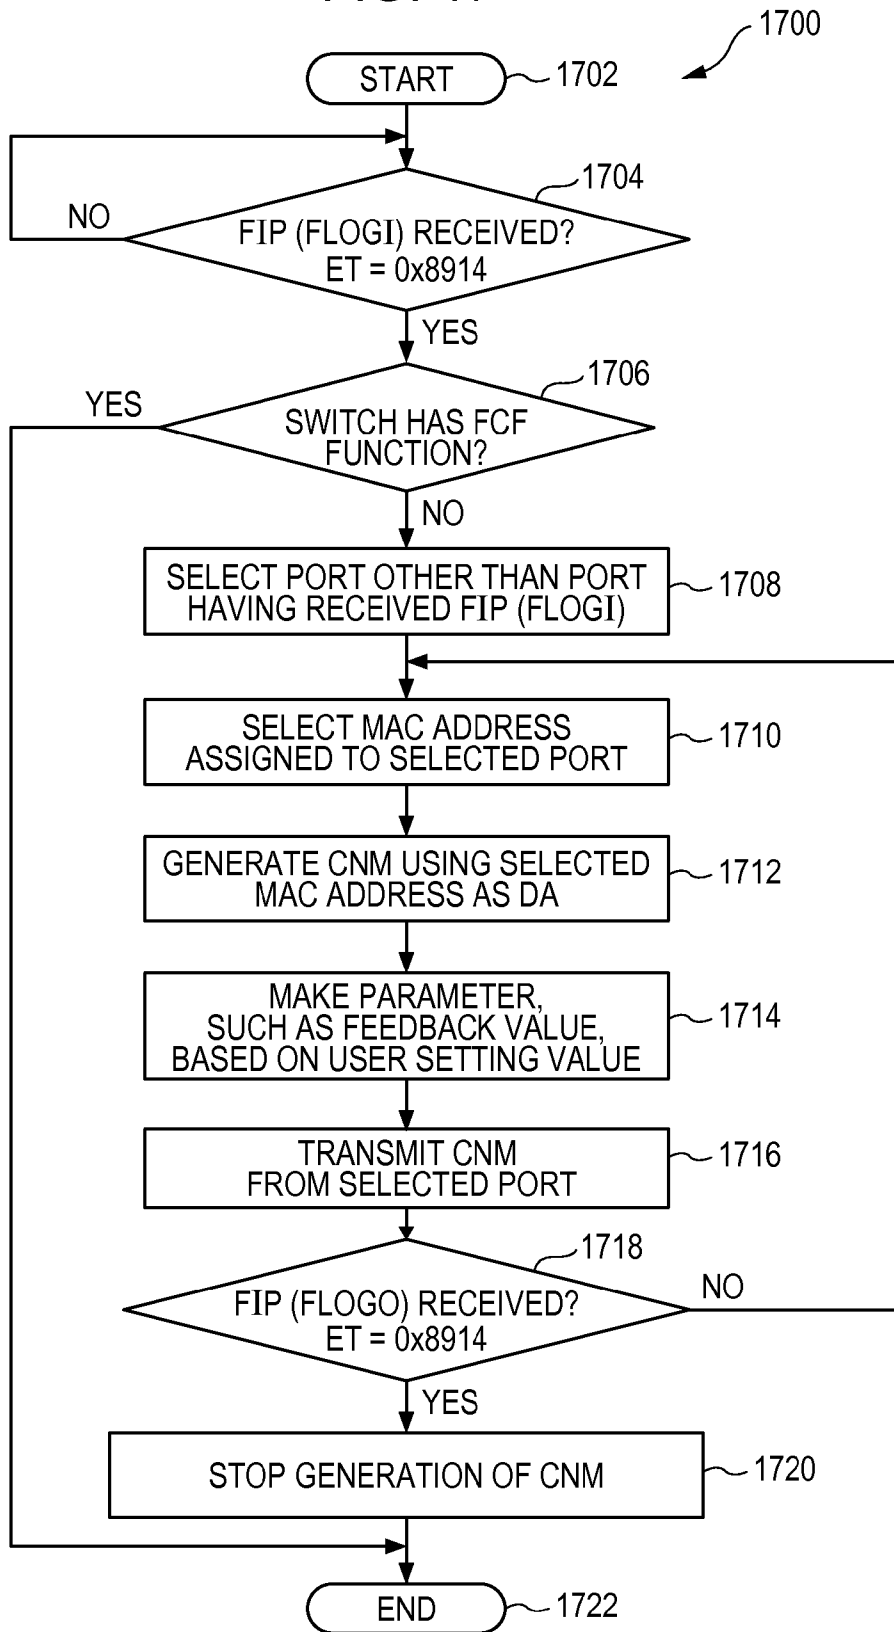 1700
START
1702
1704
NO
FIP (FLOGI) RECEIVED?
ET = 0x8914
YES
1706
YES
SWITCH HAS FCF
FUNCTION?
NO
SELECT PORT OTHER THAN PORT
HAVING RECEIVED FIP (FLOGI)
1708
SELECT MAC ADDRESS
ASSIGNED TO SELECTED PORT
1710
GENERATE CNM USING SELECTED
MAC ADDRESS AS DA
1712
MAKE PARAMETER,
SUCH AS FEEDBACK VALUE,
BASED ON USER SETTING VALUE
1714
TRANSMIT CNM
FROM SELECTED PORT
1716
1718
NO
FIP (FLOGO) RECEIVED?
ET = 0x8914
YES
STOP GENERATION OF CNM
1720
END
1722